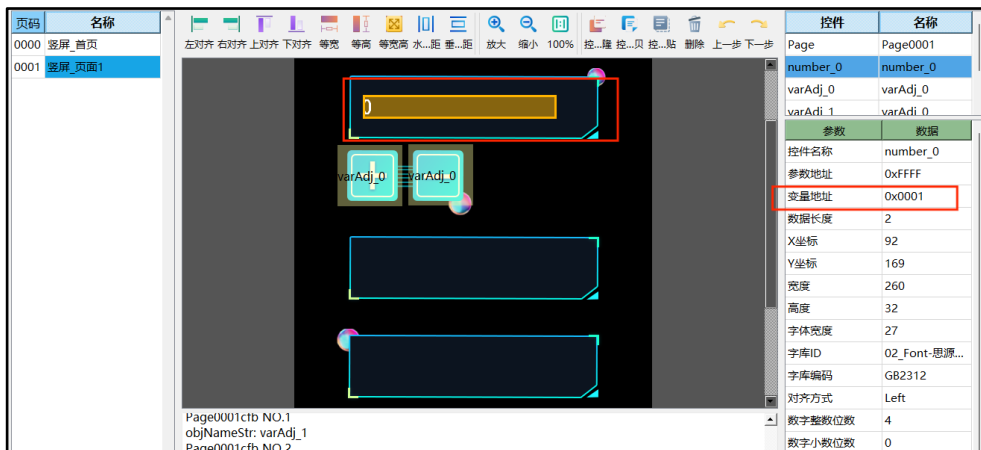 页码 名称
0000 竖屏_首页
0001 竖屏_页面1
左对齐 右对齐 上对齐 下对齐 等宽 等高 等宽高 水...距 垂...距 放大 缩小 100% 控...隆 控...贝 控...贴 删除 上一步 下一步
0
varAdj_0 varAdj_0
Page0001cfb NO.1
objNameStr: varAdj_1
Page0001cfb NO.2
控件 名称
Page Page0001
number_0 number_0
varAdj_0 varAdj_0
varAdj_1 varAdj_0
参数 数据
控件名称 number_0
参数地址 0xFFFF
变量地址 0x0001
数据长度 2
X坐标 92
Y坐标 169
宽度 260
高度 32
字体宽度 27
字库ID 02_Font-思源...
字库编码 GB2312
对齐方式 Left
数字整数位数 4
数字小数位数 0